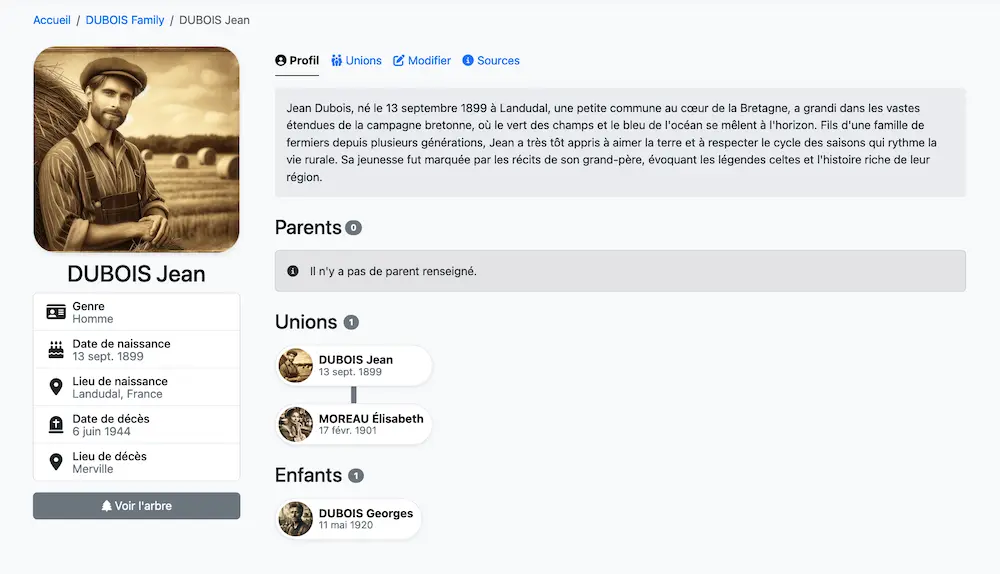 Accueil / DUBOIS Family / DUBOIS Jean
DUBOIS Jean
Genre
Homme
Date de naissance
13 sept. 1899
Lieu de naissance
Landudal, France
Date de décès
6 juin 1944
Lieu de décès
Merville
Voir l'arbre
Profil Unions Modifier Sources
Jean Dubois, né le 13 septembre 1899 à Landudal, une petite commune au cœur de la Bretagne, a grandi dans les vastes
étendues de la campagne bretonne, où le vert des champs et le bleu de l'océan se mêlent à l'horizon. Fils d'une famille de
fermiers depuis plusieurs générations, Jean a très tôt appris à aimer la terre et à respecter le cycle des saisons qui rythme la
vie rurale. Sa jeunesse fut marquée par les récits de son grand-père, évoquant les légendes celtes et l'histoire riche de leur
région.
Parents 0
Il n'y a pas de parent renseigné.
Unions 1
DUBOIS Jean
13 sept. 1899
MOREAU Élisabeth
17 févr. 1901
Enfants 1
DUBOIS Georges
11 mai 1920